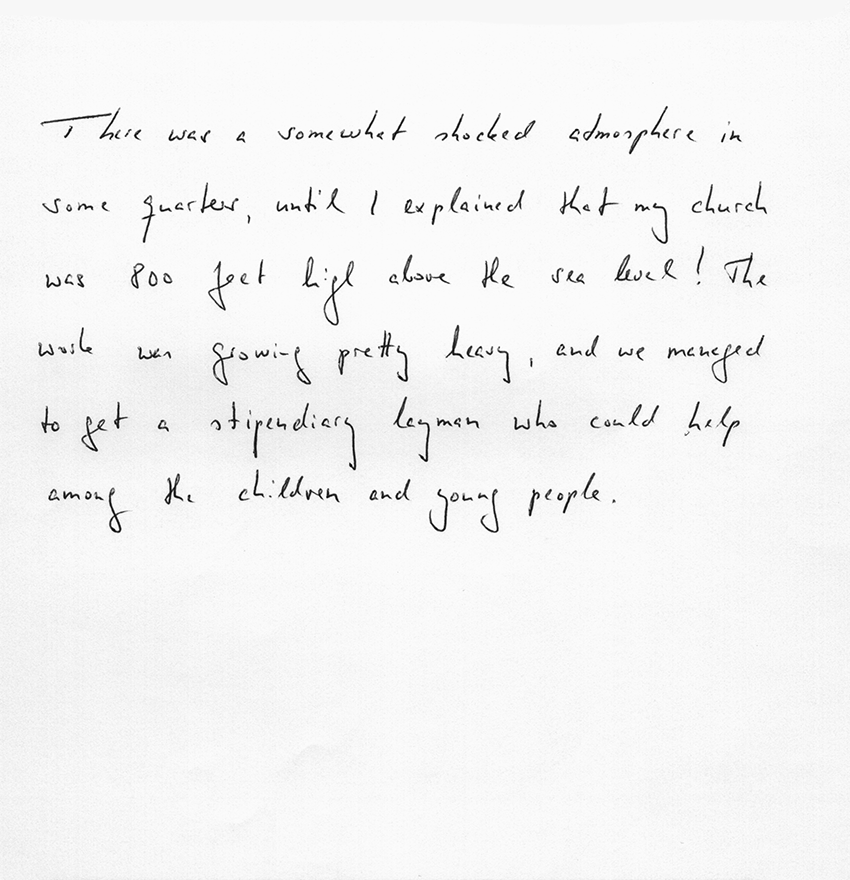 There was a somewhat shocked admosphere in
some quarters, until I explained that my church
was 800 feet high above the sea level! The
work was growing pretty heavy, and we managed
to get a stipendiary layman who could help
among the children and young people.